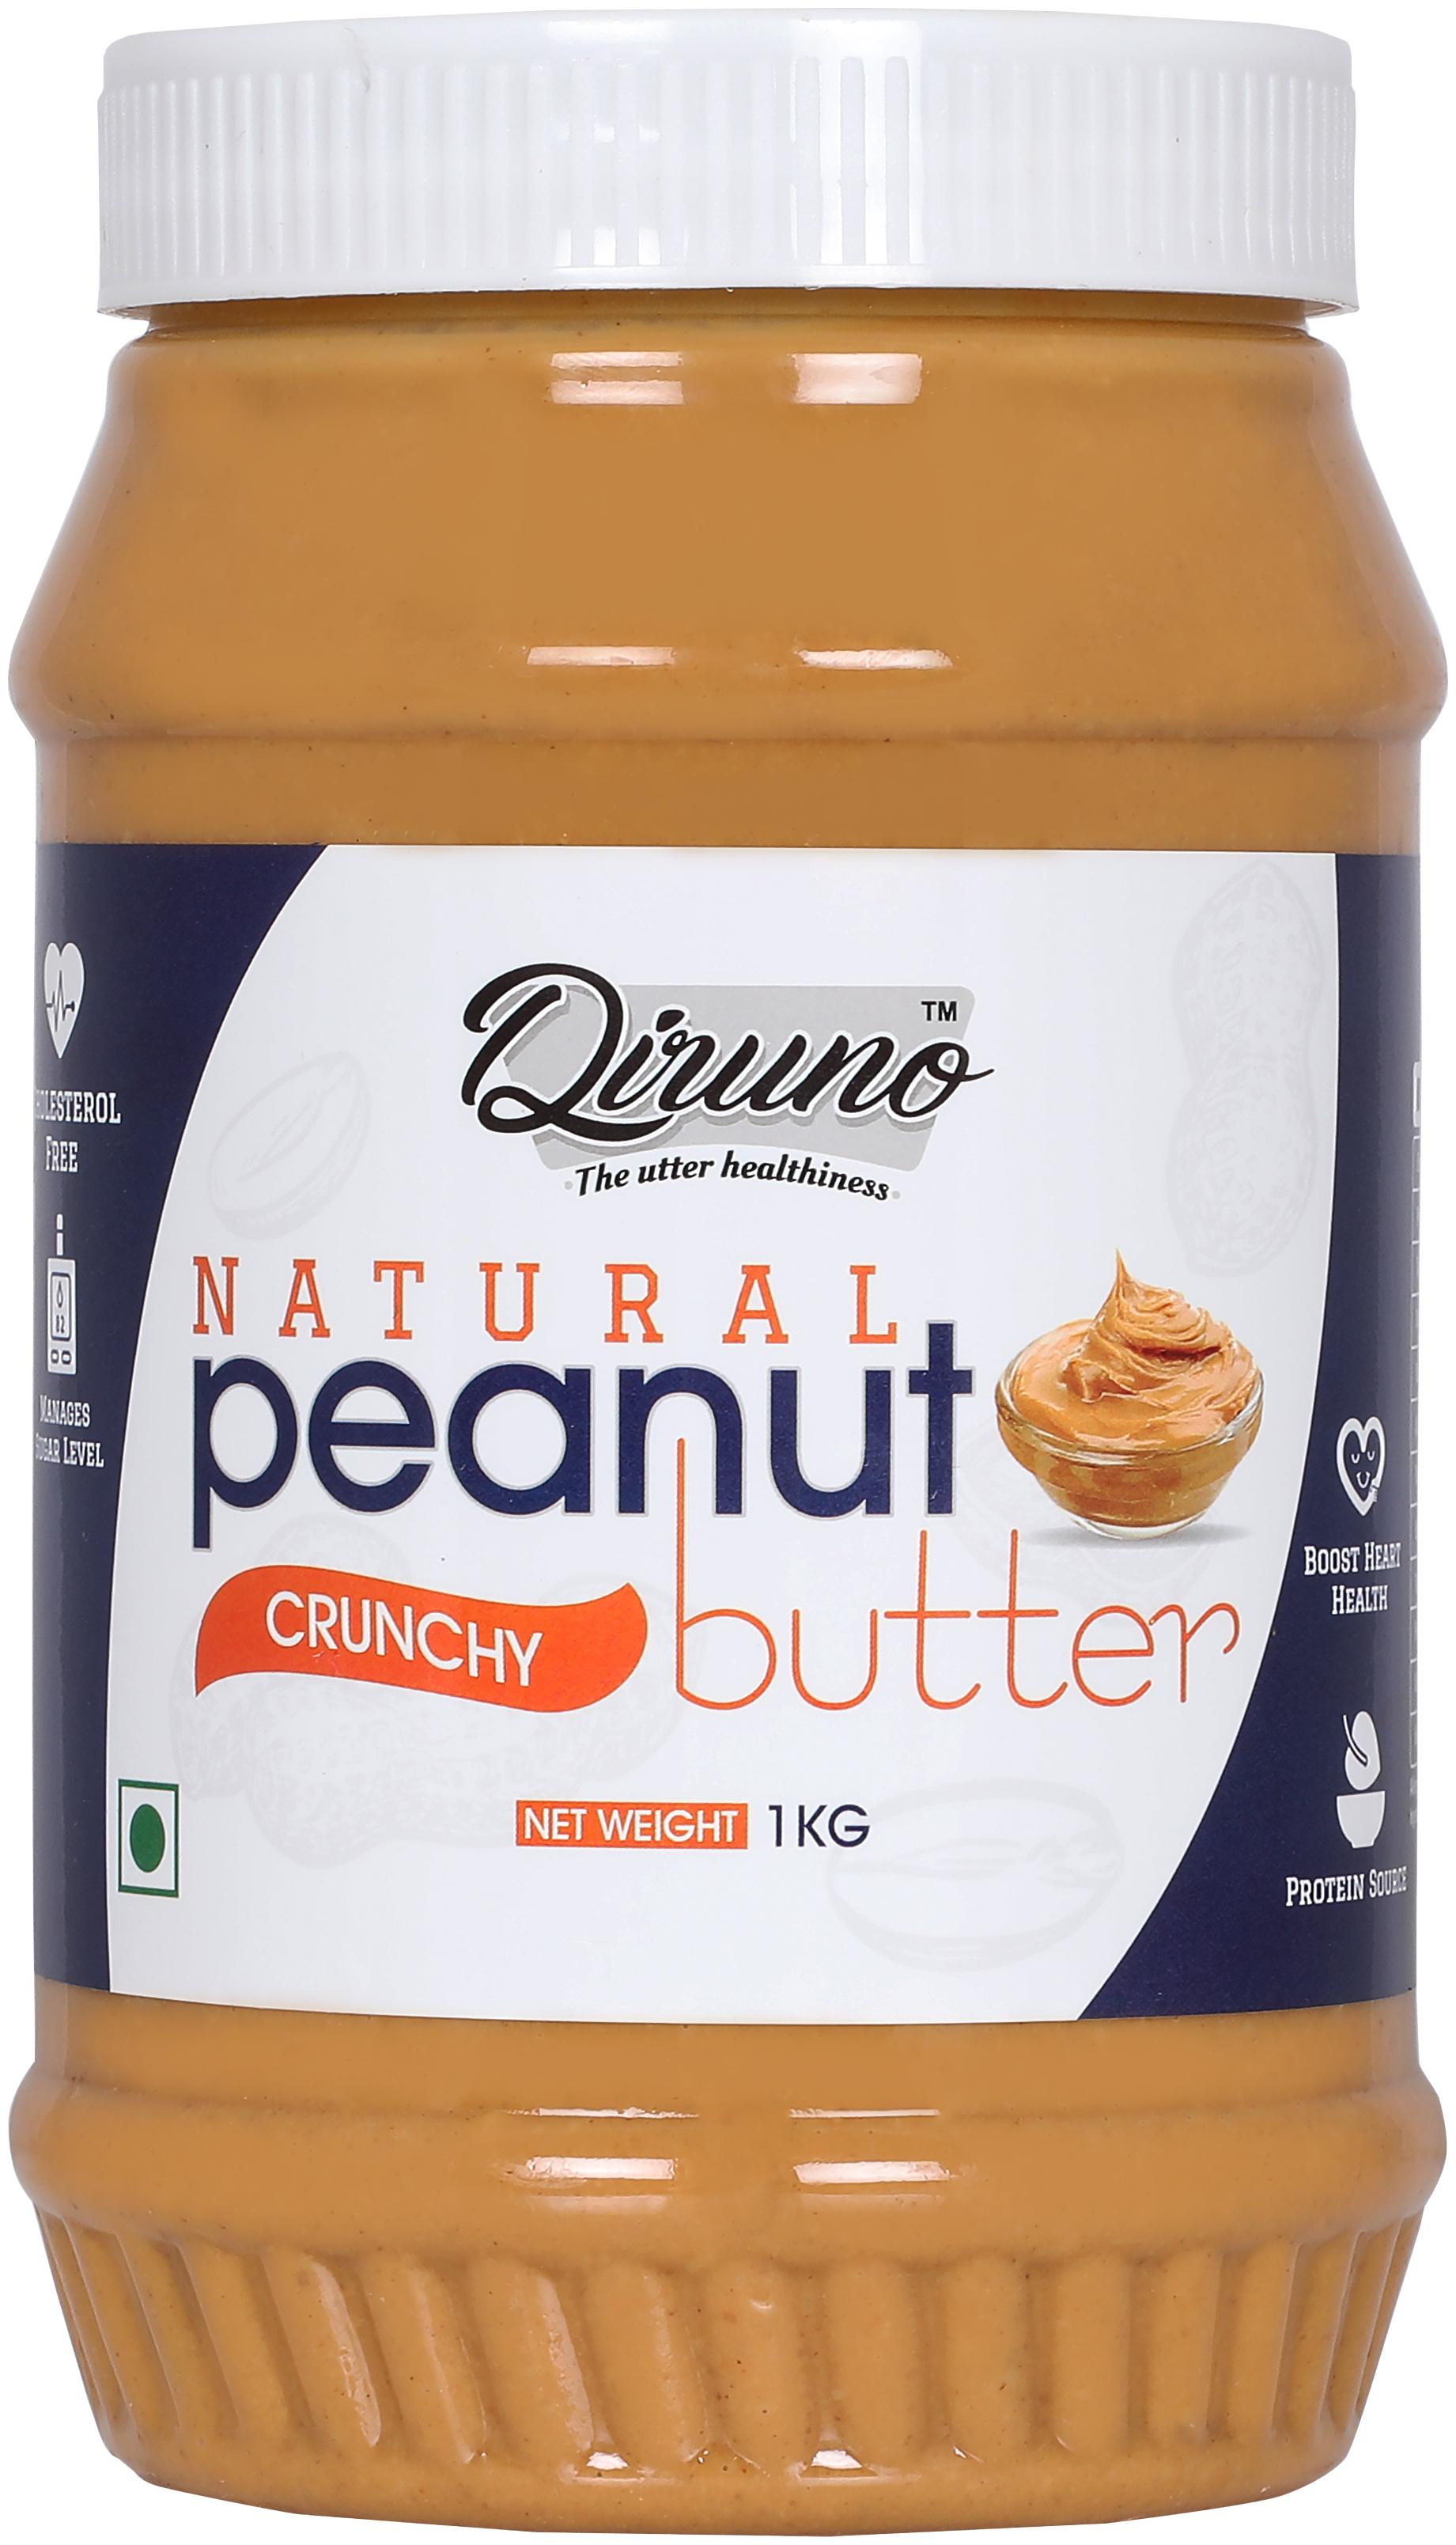 Diruno
TM
The utter healthiness
NATURAL
peanut
butter
CRUNCHY
NET WEIGHT 1KG
FREE
MANAGES
LEVEL
82
BOOST HEART
HEALTH
PROTEIN SOURCE